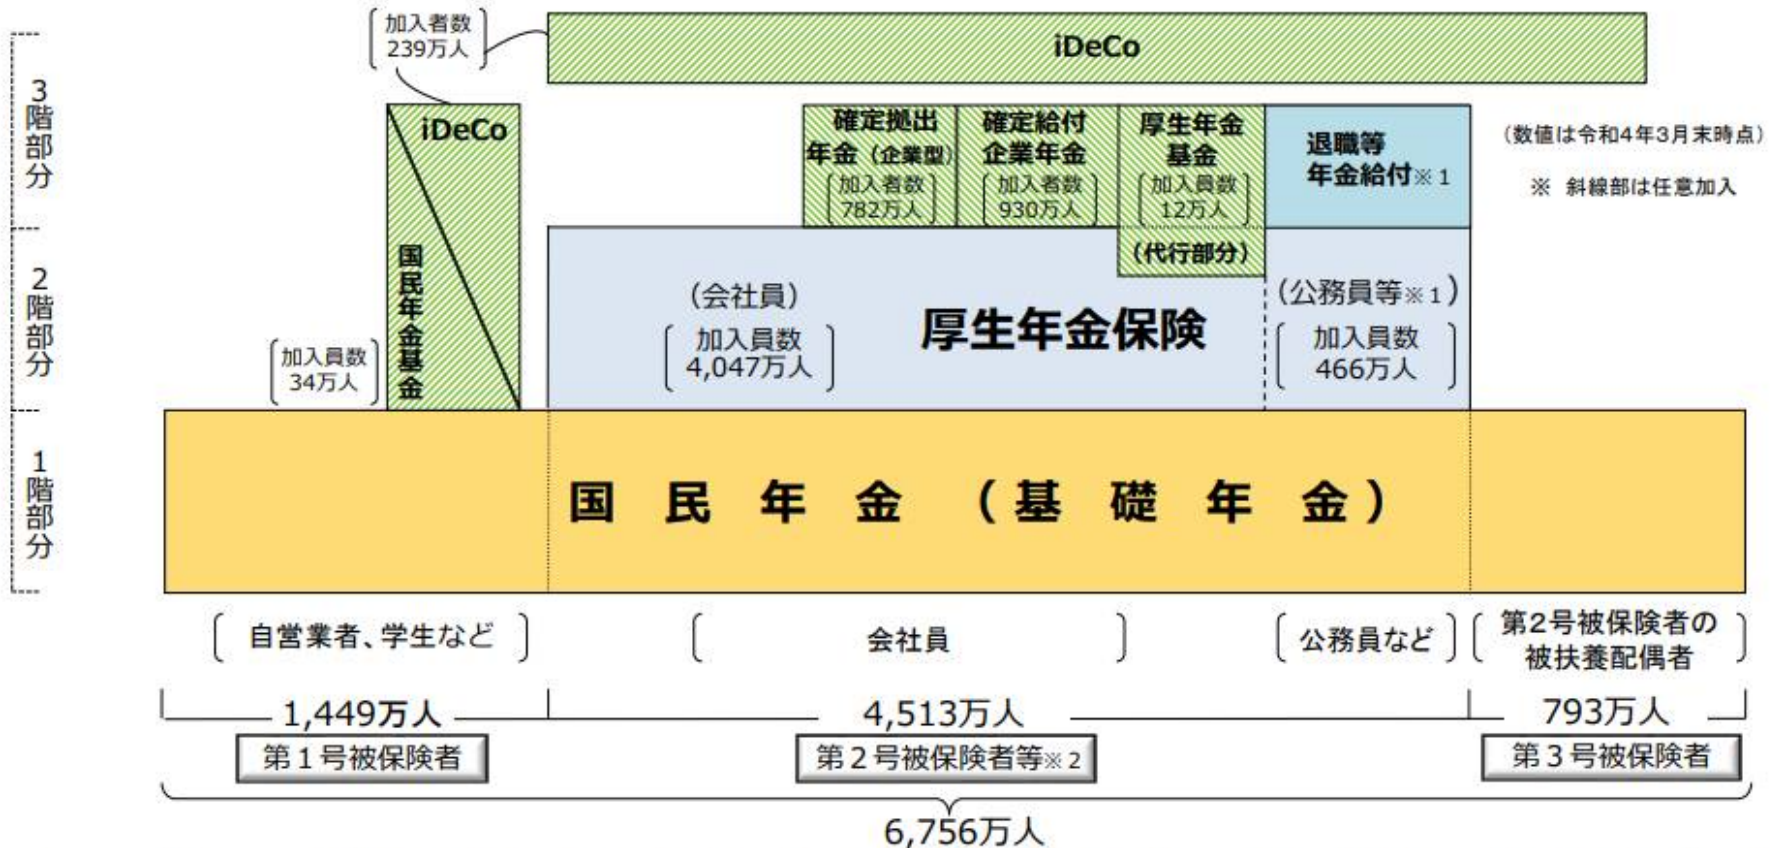 加入者数
239万人
iDeCo
3階部分
iDeCo
確定拠出
年金（企業型）
加入者数
782万人
確定給付
企業年金
加入者数
930万人
厚生年金
基金
加入員数
12万人
（代行部分）
退職等
年金給付※1
（数値は令和4年3月末時点）
※ 斜線部は任意加入
2階部分
国民年金基金
加入員数
34万人
（会社員）
加入員数
4,047万人
厚生年金保険
（公務員等※1）
加入員数
466万人
1階部分
国民年金（基礎年金）
自営業者、学生など
会社員
公務員など
第2号被保険者の
被扶養配偶者
1,449万人
4,513万人
793万人
第1号被保険者
第2号被保険者等※2
第3号被保険者
6,756万人